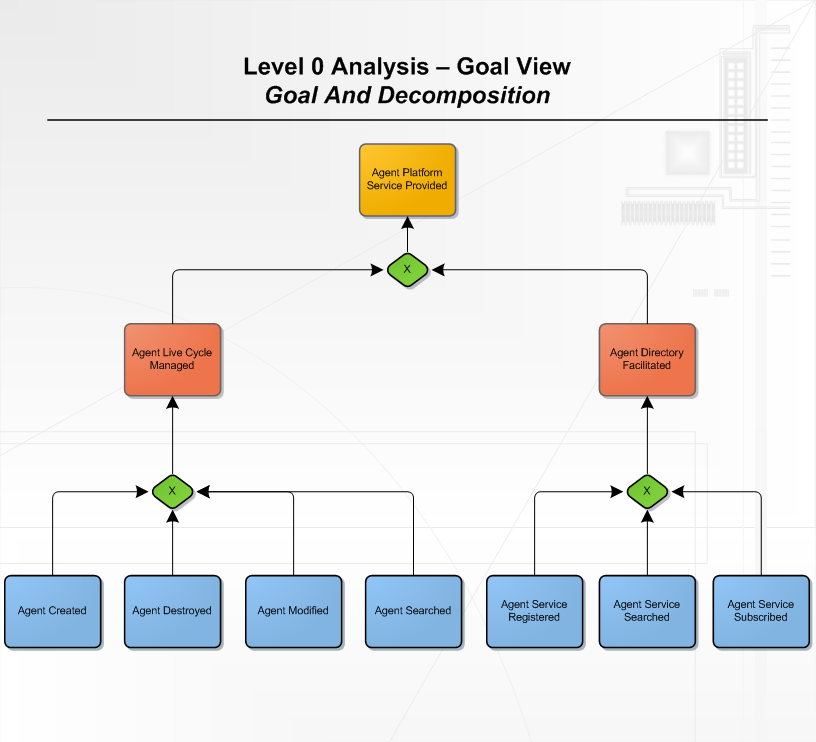 Level 0 Analysis – Goal View
Goal And Decomposition
Agent Platform
Service Provided
X
Agent Live Cycle
Managed
Agent Directory
Facilitated
X
X
Agent Created
Agent Destroyed
Agent Modified
Agent Searched
Agent Service
Registered
Agent Service
Searched
Agent Service
Subscribed